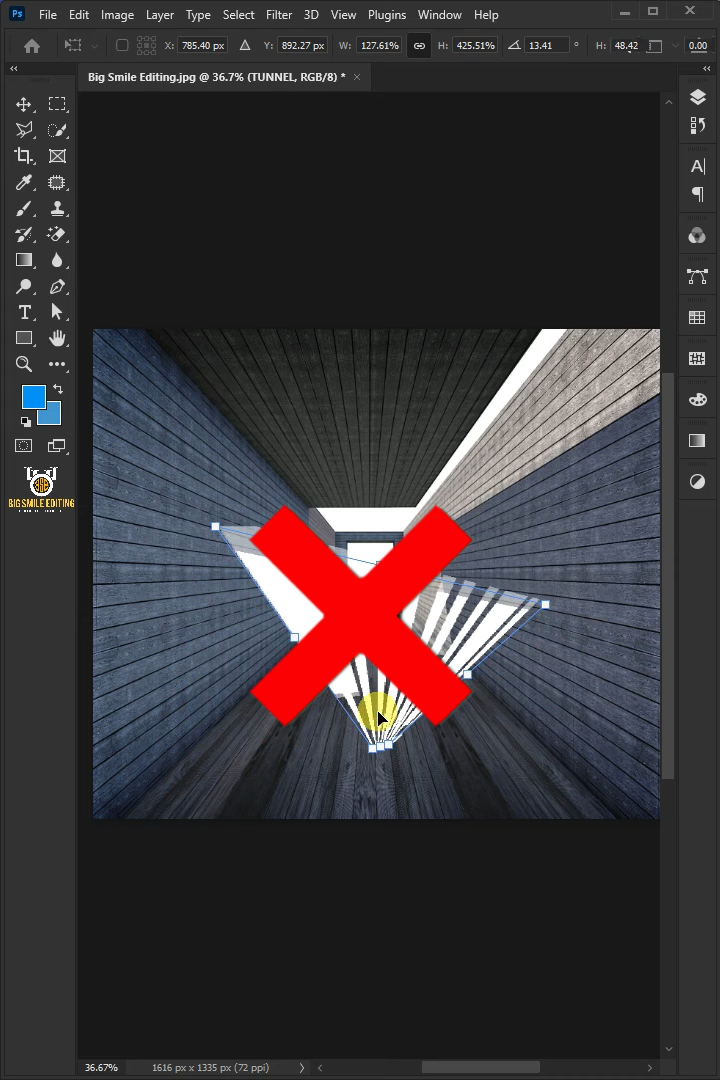 Ps File Edit Image Layer Type Select Filter 3D View Plugins Window Help
X: 785.40 px Y: 892.27 px W: 127.61% H: 425.51% 13.41 ° H: 48.42 0.00
Big Smile Editing.jpg @ 36.7% (TUNNEL, RGB/8) *
BIG SMILE EDITING
36.67% 1616 px x 1335 px (72 ppi)